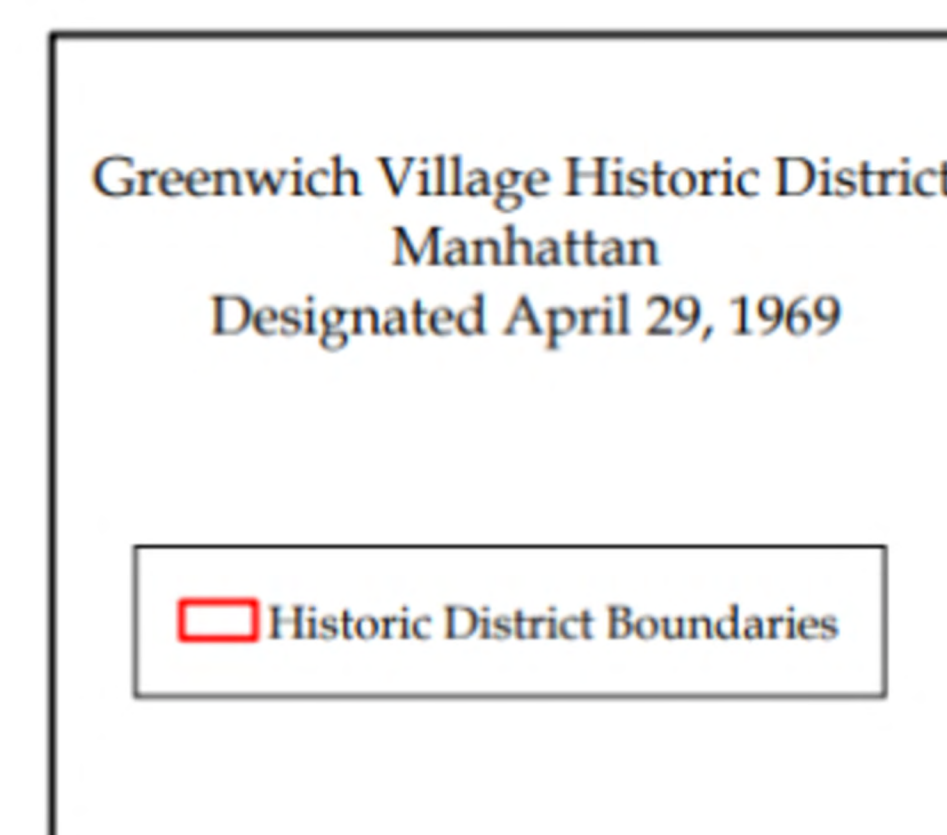 Greenwich Village Historic District
Manhattan
Designated April 29, 1969
Historic District Boundaries